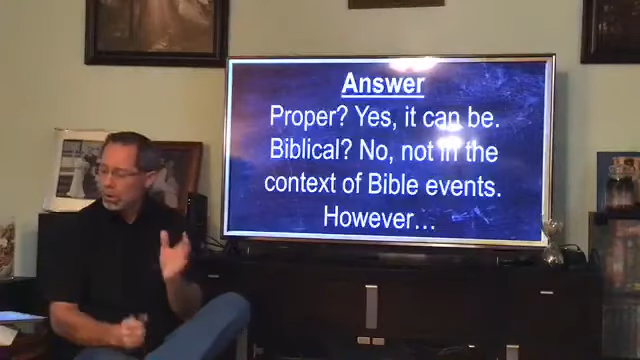 Answer
Proper? Yes, it can be.
Biblical? No, not in the
context of Bible events.
However…